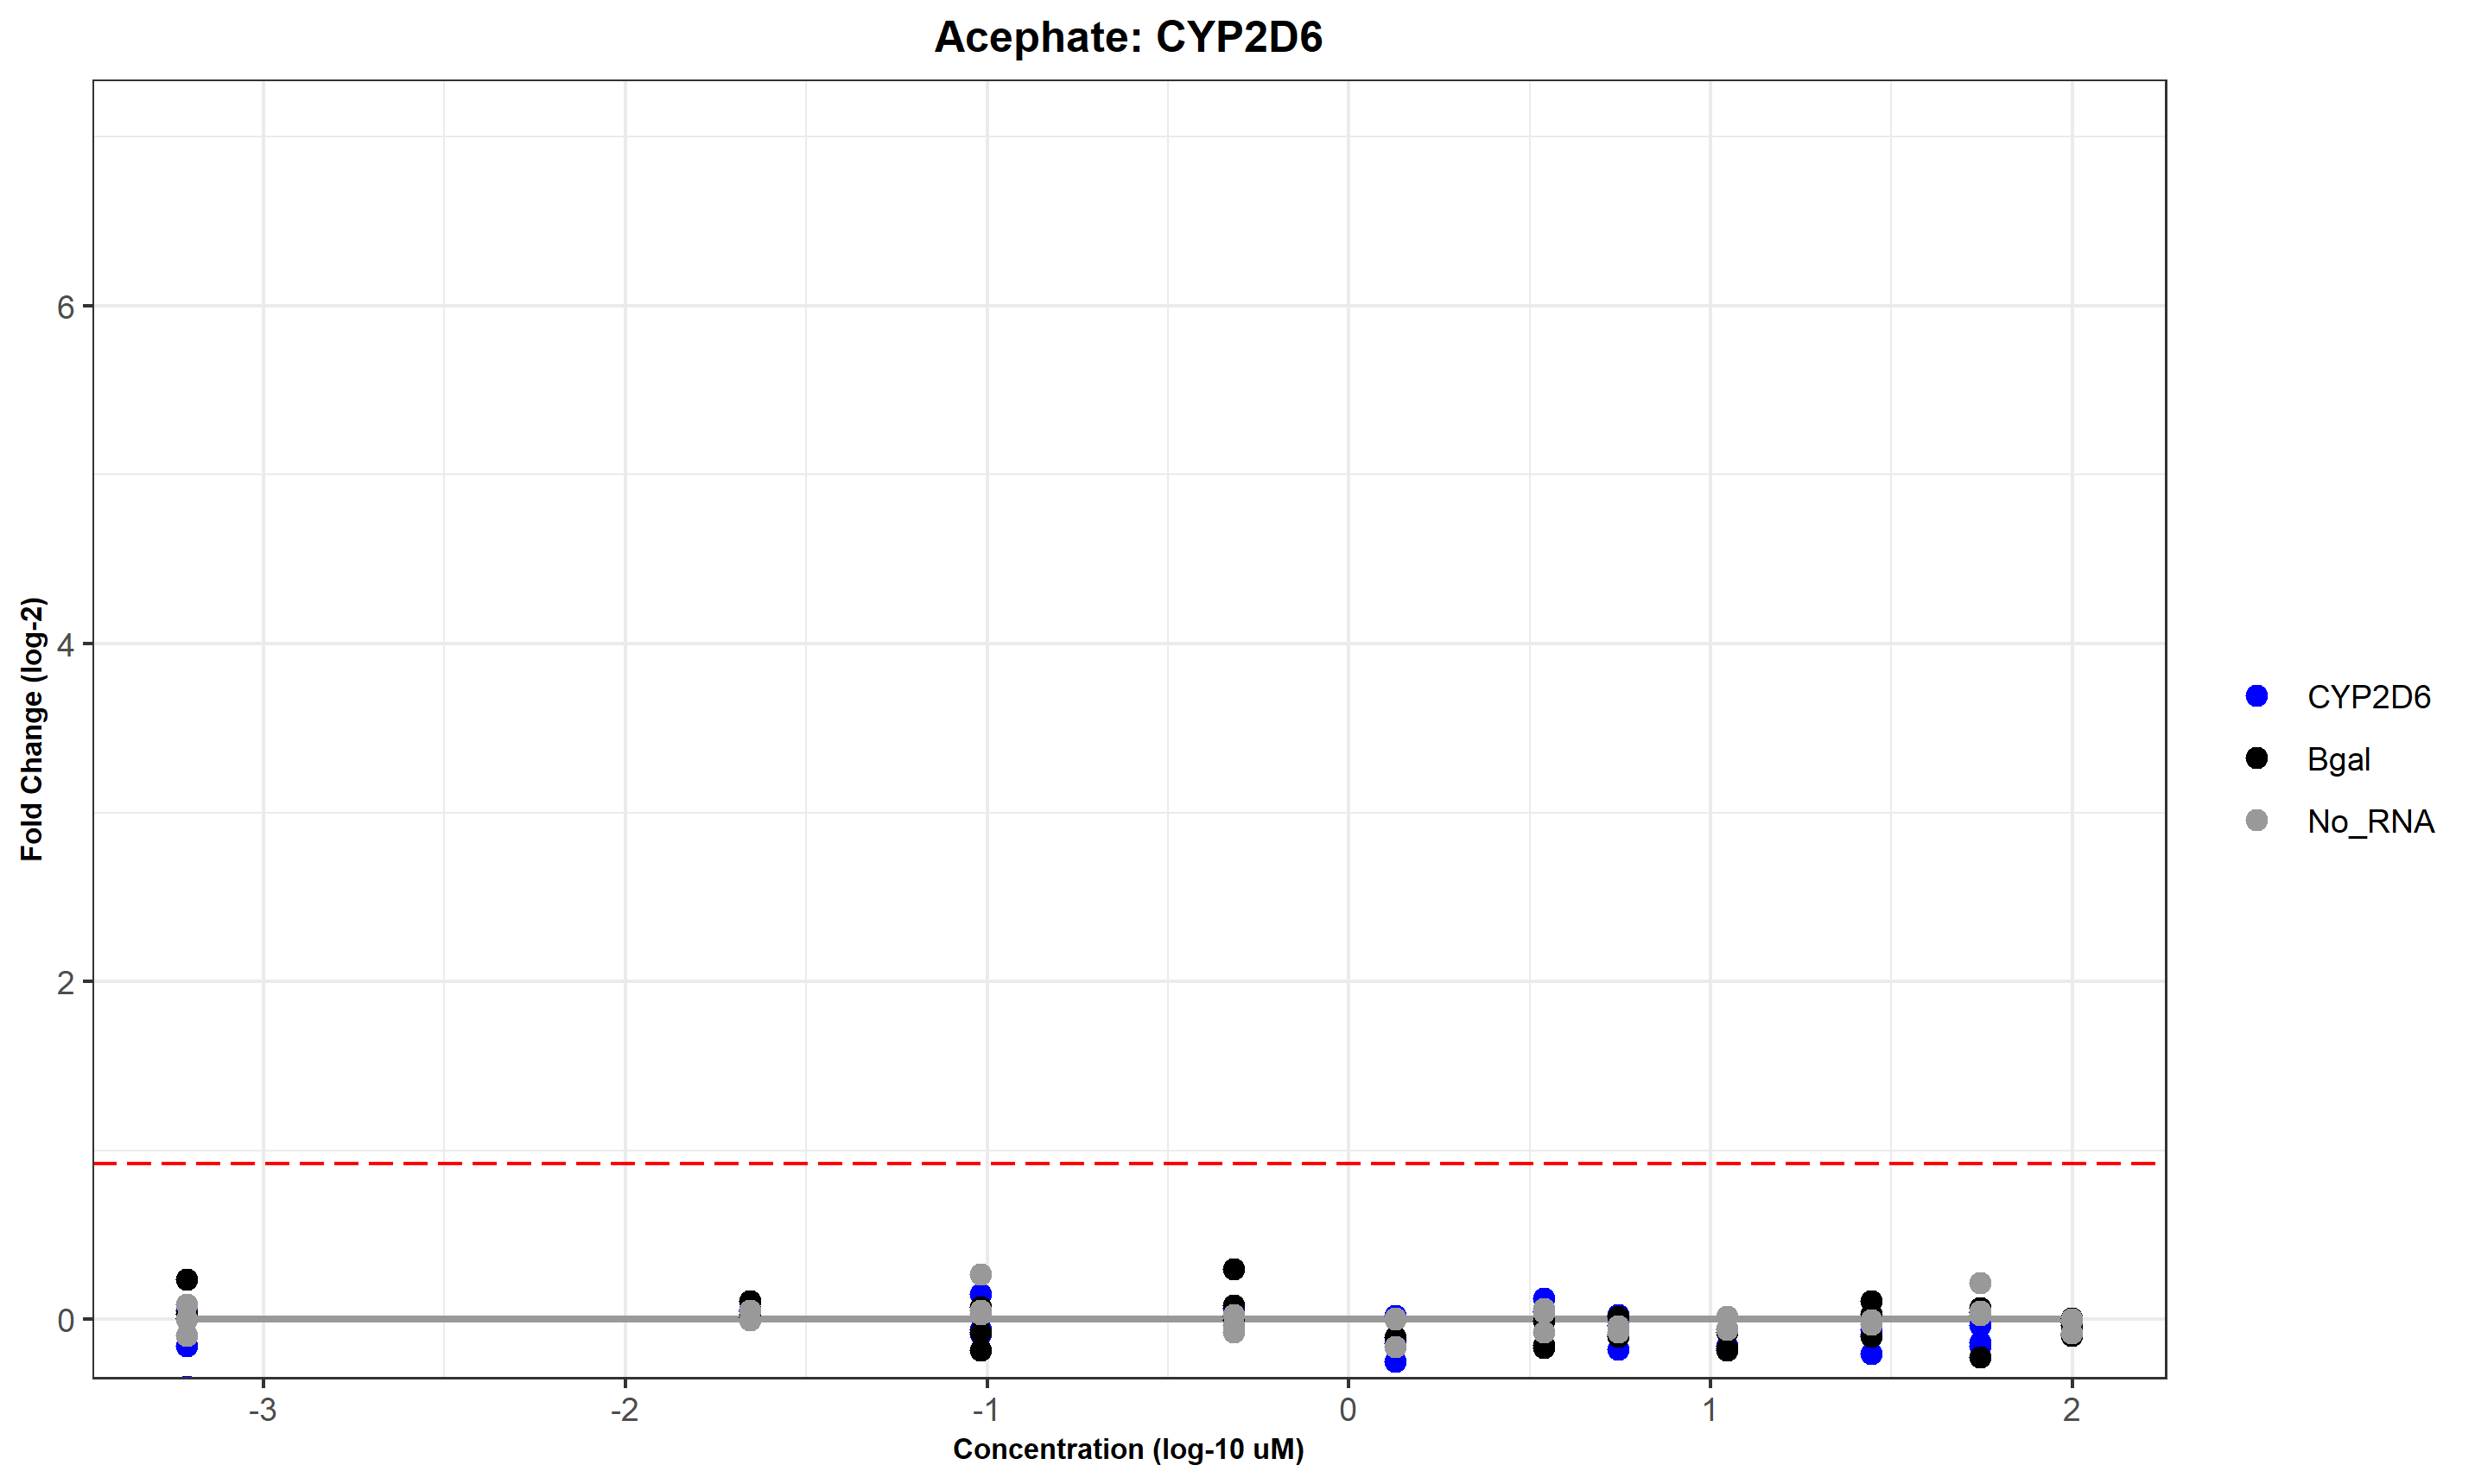 Acephate: CYP2D6
Fold Change (log-2)
6
4
2
0
-3
-2
-1
0
1
2
Concentration (log-10 uM)
CYP2D6
Bgal
No_RNA